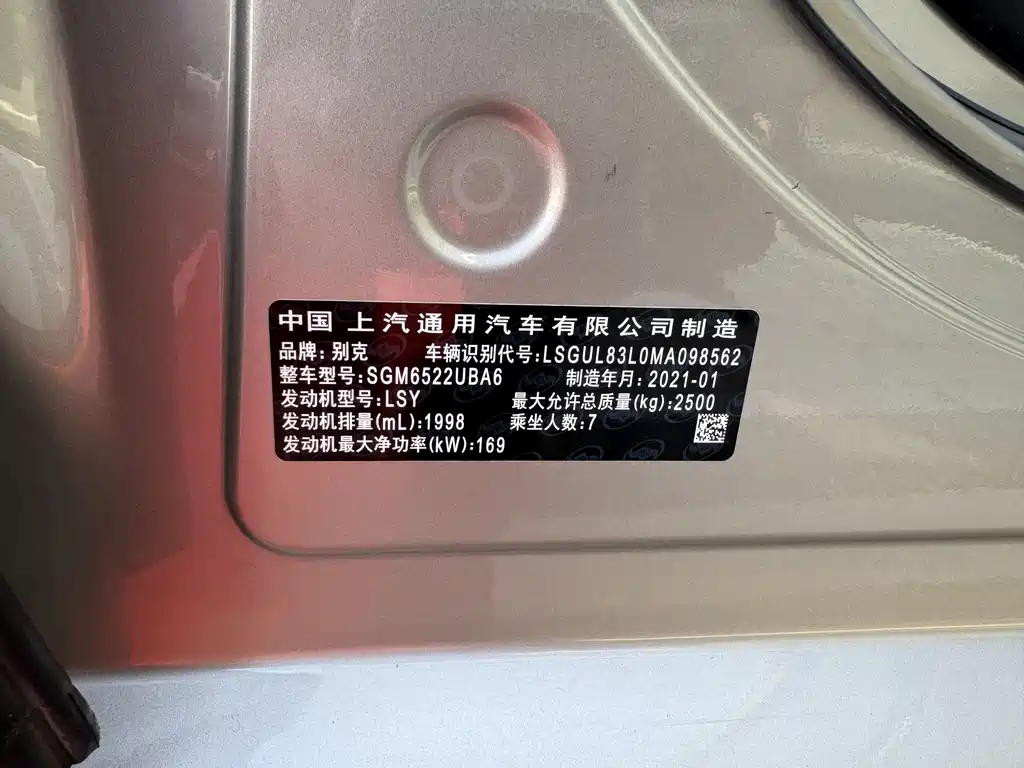 中国 上汽通用汽车有限公司制造
品牌: 别克 车辆识别代号:LSGUL83L0MA098562
整车型号:SGM6522UBA6 制造年月: 2021-01
发动机型号:LSY 最大允许总质量(kg):2500
发动机排量(mL):1998 乘坐人数:7
发动机最大净功率(kW):169